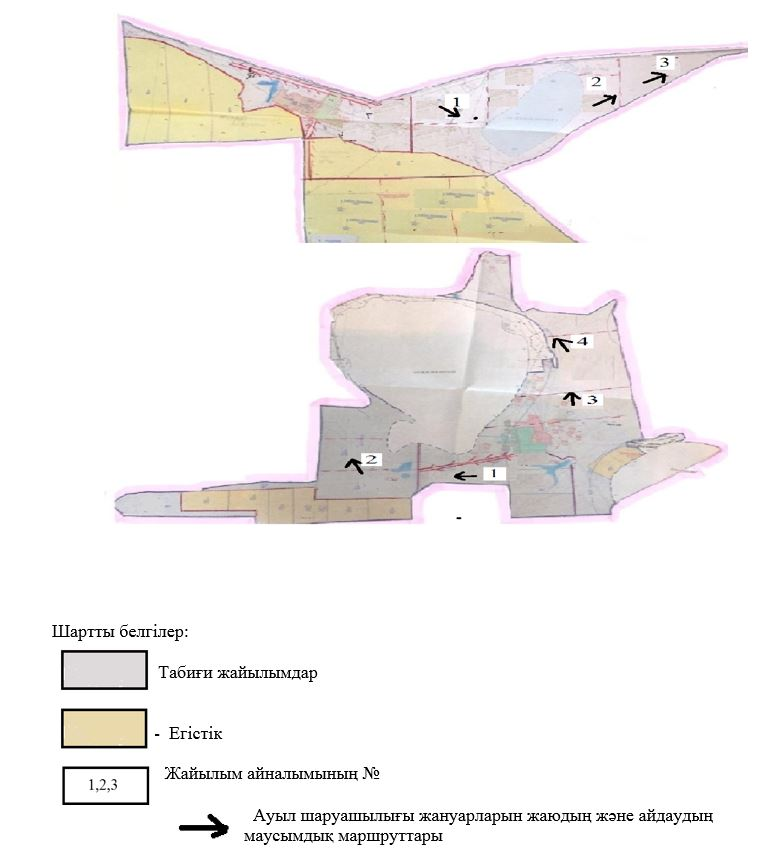 3
2
1
4
3
2
1
Шартты белгілер:
Табиғи жайылымдар
- Егістік
Жайылым айналымының №
1,2,3
Ауыл шаруашылығы жануарларын жаюдың және айдаудың
маусымдық маршруттары